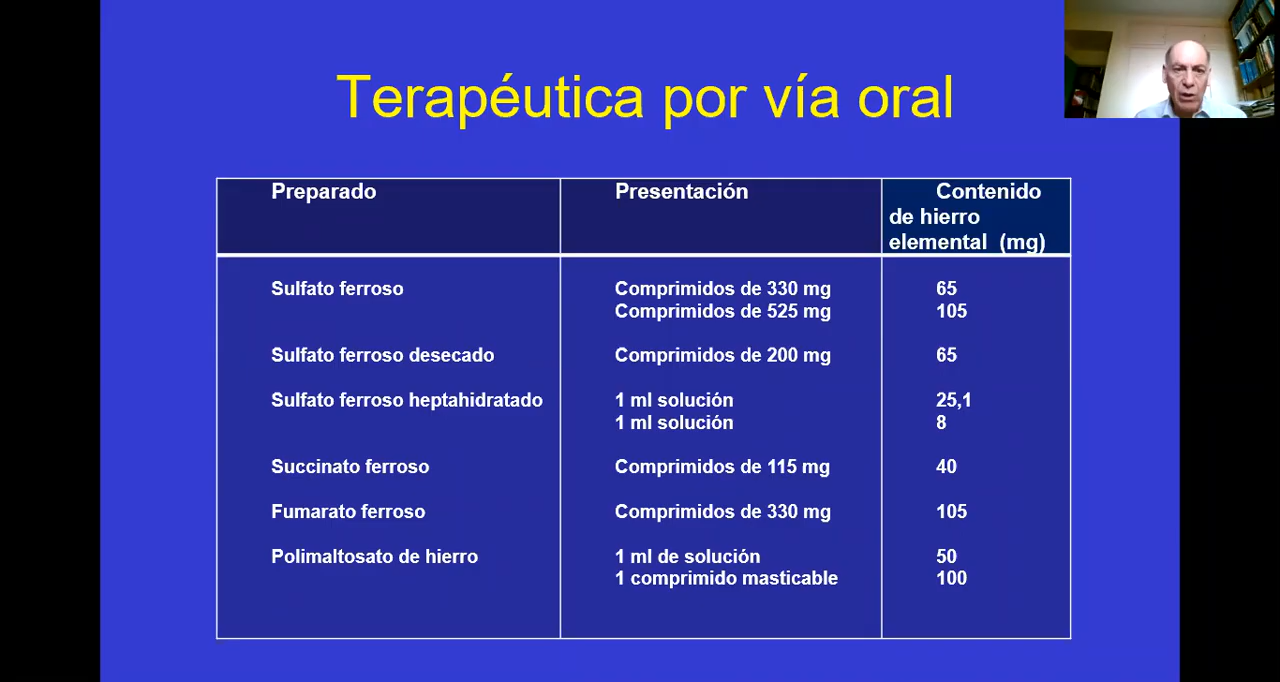 Terapéutica por vía oral
Preparado Presentación Contenido
de hierro
elemental (mg)
Sulfato ferroso Comprimidos de 330 mg 65
Comprimidos de 525 mg 105
Sulfato ferroso desecado Comprimidos de 200 mg 65
Sulfato ferroso heptahidratado 1 ml solución 25,1
1 ml solución 8
Succinato ferroso Comprimidos de 115 mg 40
Fumarato ferroso Comprimidos de 330 mg 105
Polimaltosato de hierro 1 ml de solución 50
1 comprimido masticable 100